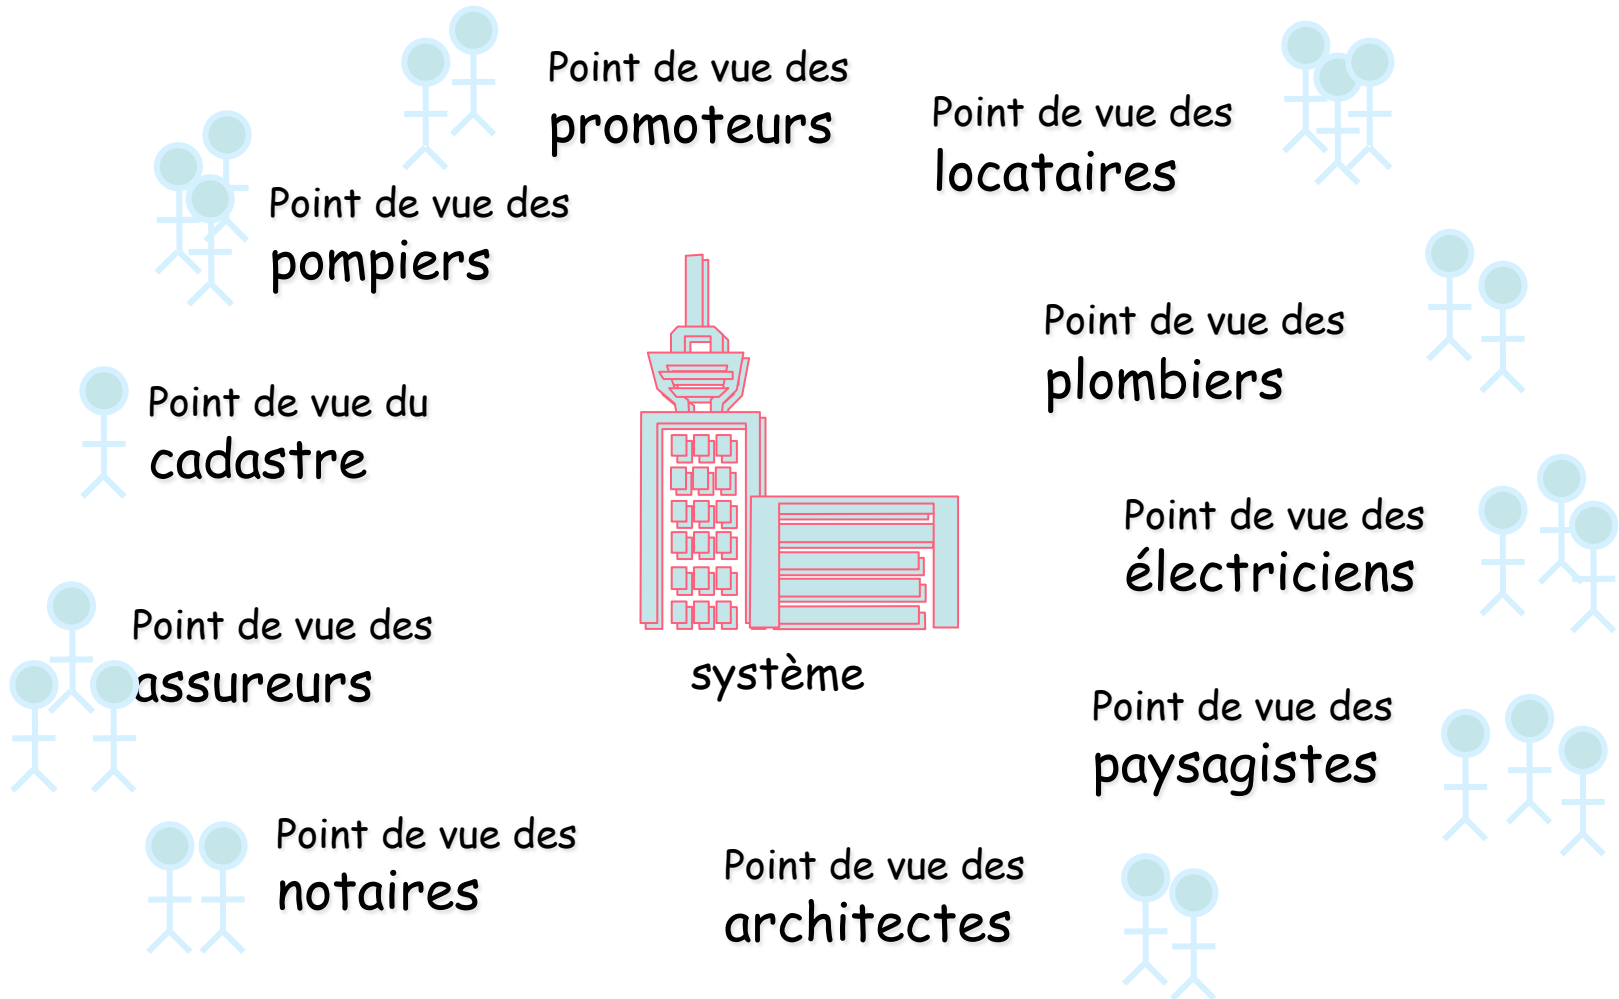 Point de vue des
promoteurs
Point de vue des
locataires
Point de vue des
pompiers
Point de vue des
plombiers
Point de vue du
cadastre
Point de vue des
électriciens
Point de vue des
assureurs
système
Point de vue des
paysagistes
Point de vue des
notaires
Point de vue des
architectes